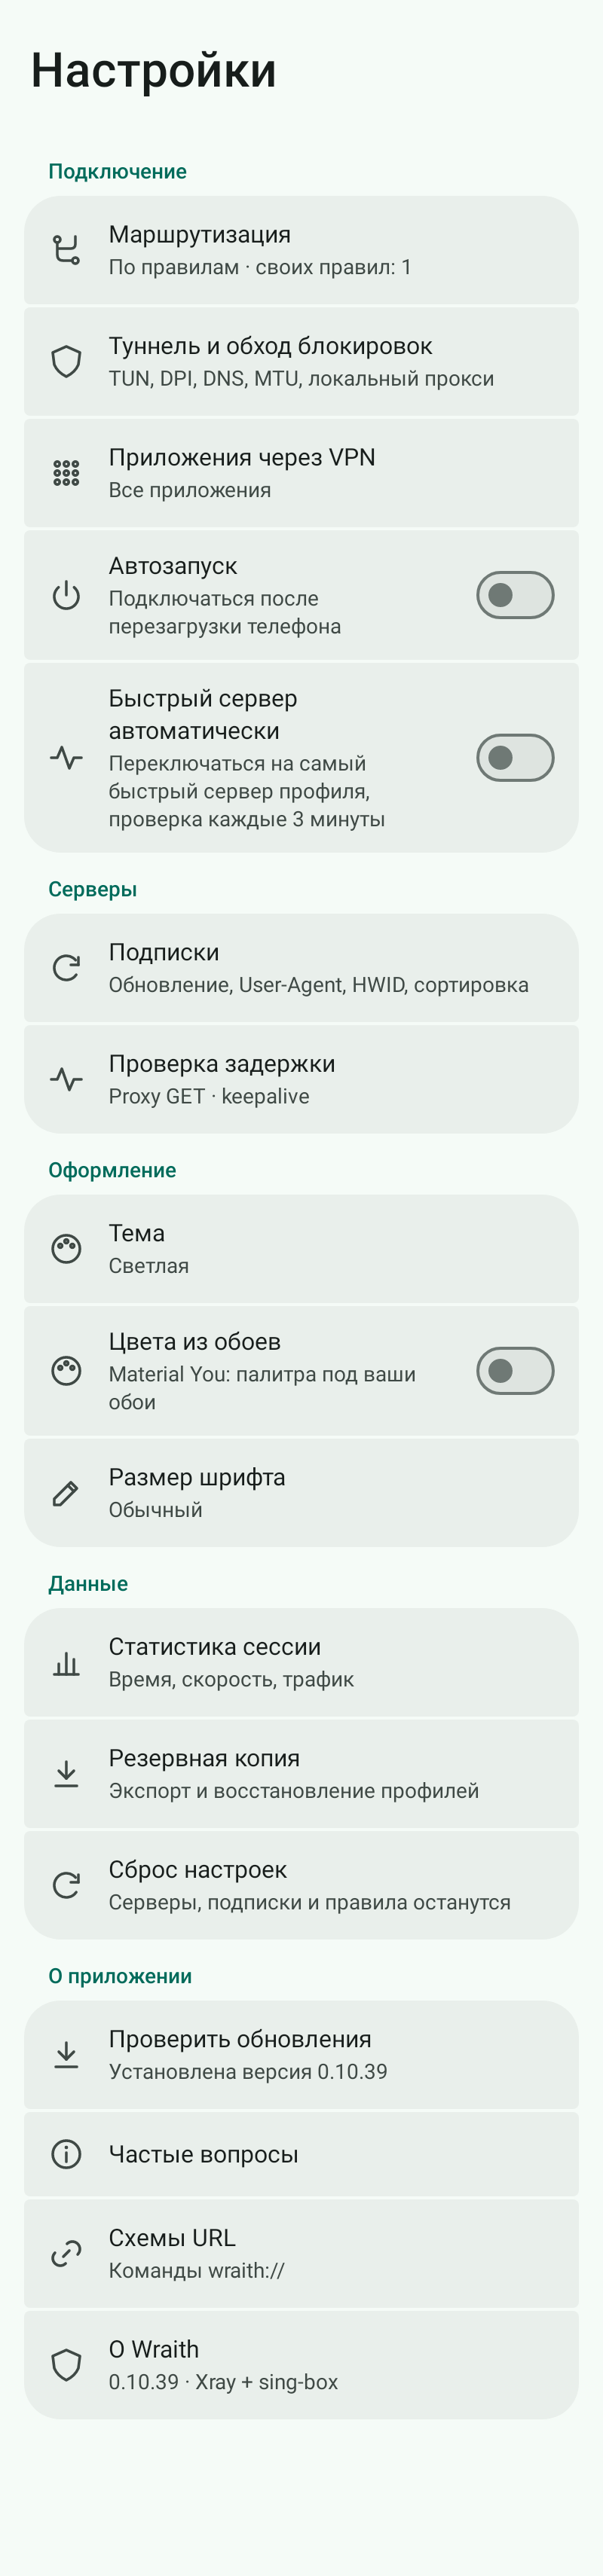 Настройки
Подключение
Маршрутизация
По правилам · своих правил: 1
Туннель и обход блокировок
TUN, DPI, DNS, MTU, локальный прокси
Приложения через VPN
Все приложения
Автозапуск
Подключаться после
перезагрузки телефона
Быстрый сервер
автоматически
Переключаться на самый
быстрый сервер профиля,
проверка каждые 3 минуты
Серверы
Подписки
Обновление, User-Agent, HWID, сортировка
Проверка задержки
Proxy GET · keepalive
Оформление
Тема
Светлая
Цвета из обоев
Material You: палитра под ваши
обои
Размер шрифта
Обычный
Данные
Статистика сессии
Время, скорость, трафик
Резервная копия
Экспорт и восстановление профилей
Сброс настроек
Серверы, подписки и правила останутся
О приложении
Проверить обновления
Установлена версия 0.10.39
Частые вопросы
Схемы URL
Команды wraith://
О Wraith
0.10.39 · Xray + sing-box